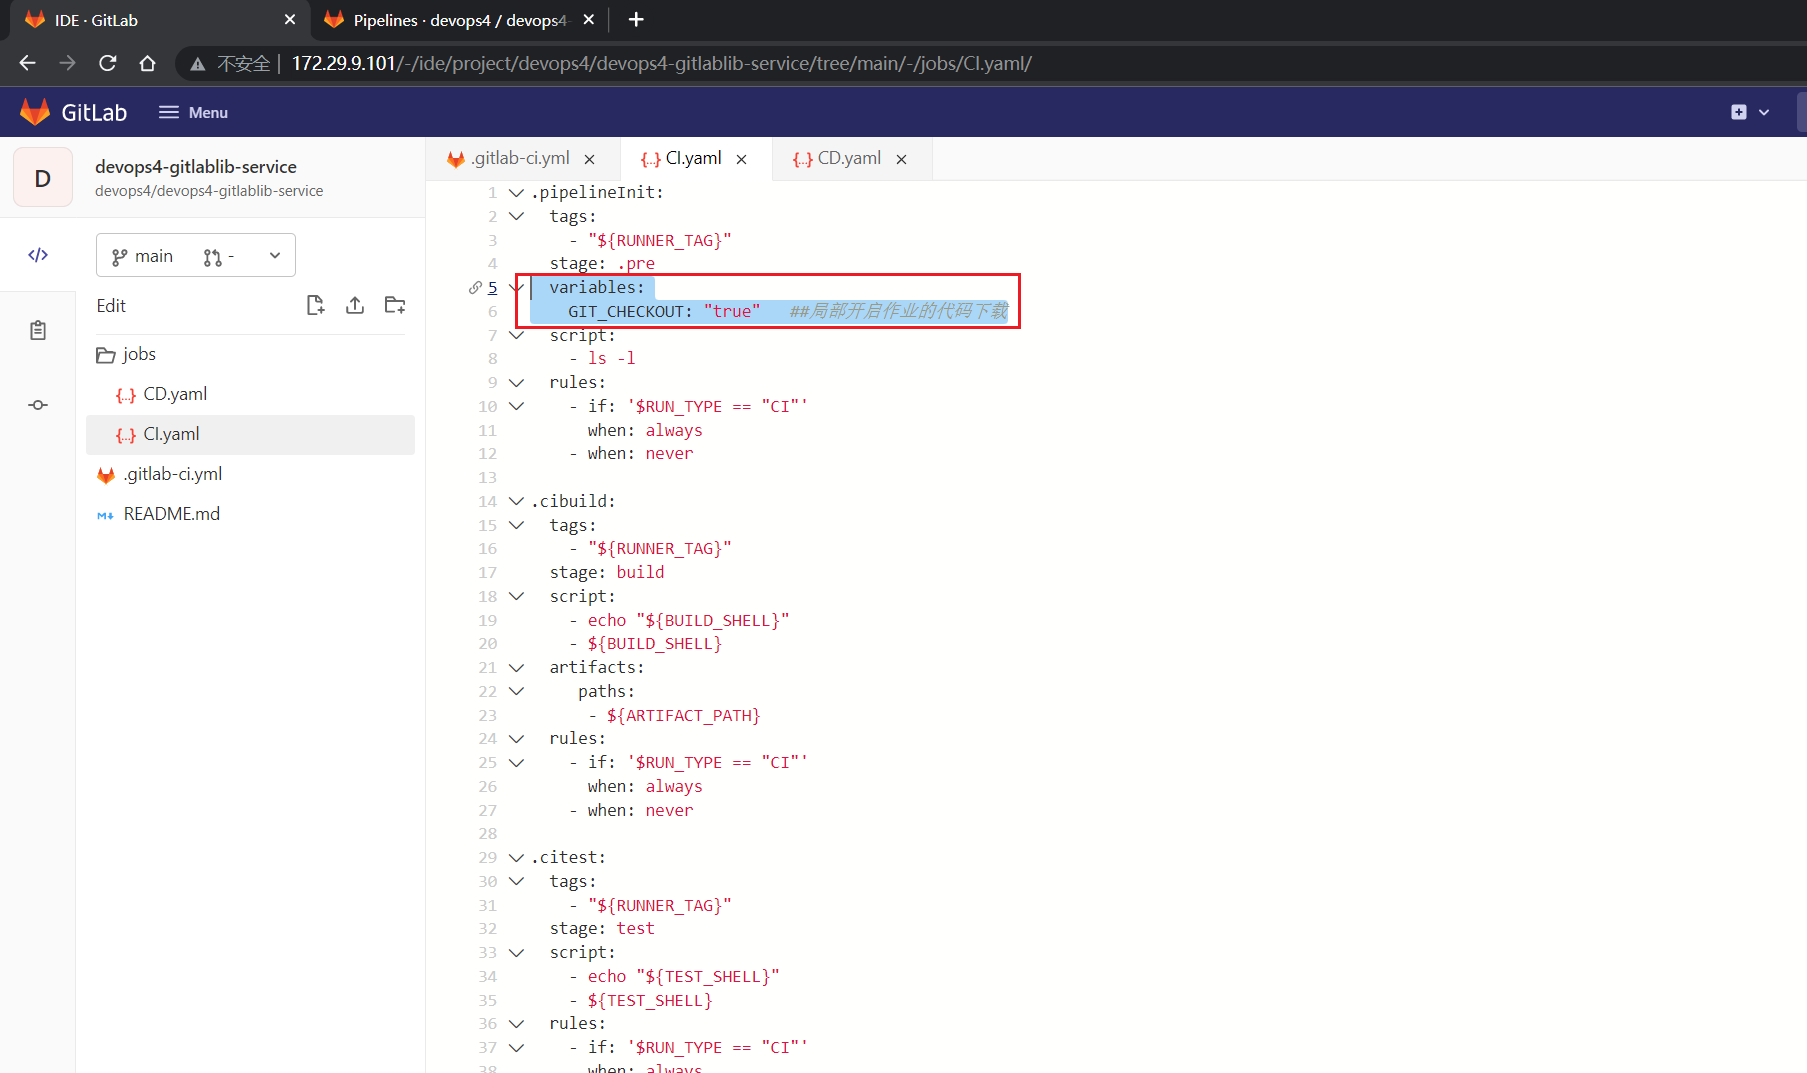 IDE · GitLab
Pipelines · devops4 / devops4-
不安全 | 172.29.9.101/-/ide/project/devops4/devops4-gitlablib-service/tree/main/-/jobs/CI.yaml/
GitLab Menu
D
devops4-gitlablib-service
devops4/devops4-gitlablib-service
main -
Edit
jobs
CD.yaml
CI.yaml
.gitlab-ci.yml
README.md
.gitlab-ci.yml
CI.yaml
CD.yaml
1 .pipelineInit:
2 tags:
3 - "${RUNNER_TAG}"
4 stage: .pre
5 variables:
6 GIT_CHECKOUT: "true" ##局部开启作业的代码下载
7 script:
8 - ls -l
9 rules:
10 - if: '$RUN_TYPE == "CI"'
11 when: always
12 - when: never
13
14 .cibuild:
15 tags:
16 - "${RUNNER_TAG}"
17 stage: build
18 script:
19 - echo "${BUILD_SHELL}"
20 - ${BUILD_SHELL}
21 artifacts:
22 paths:
23 - ${ARTIFACT_PATH}
24 rules:
25 - if: '$RUN_TYPE == "CI"'
26 when: always
27 - when: never
28
29 .citest:
30 tags:
31 - "${RUNNER_TAG}"
32 stage: test
33 script:
34 - echo "${TEST_SHELL}"
35 - ${TEST_SHELL}
36 rules:
37 - if: '$RUN_TYPE == "CI"'
38 when: always